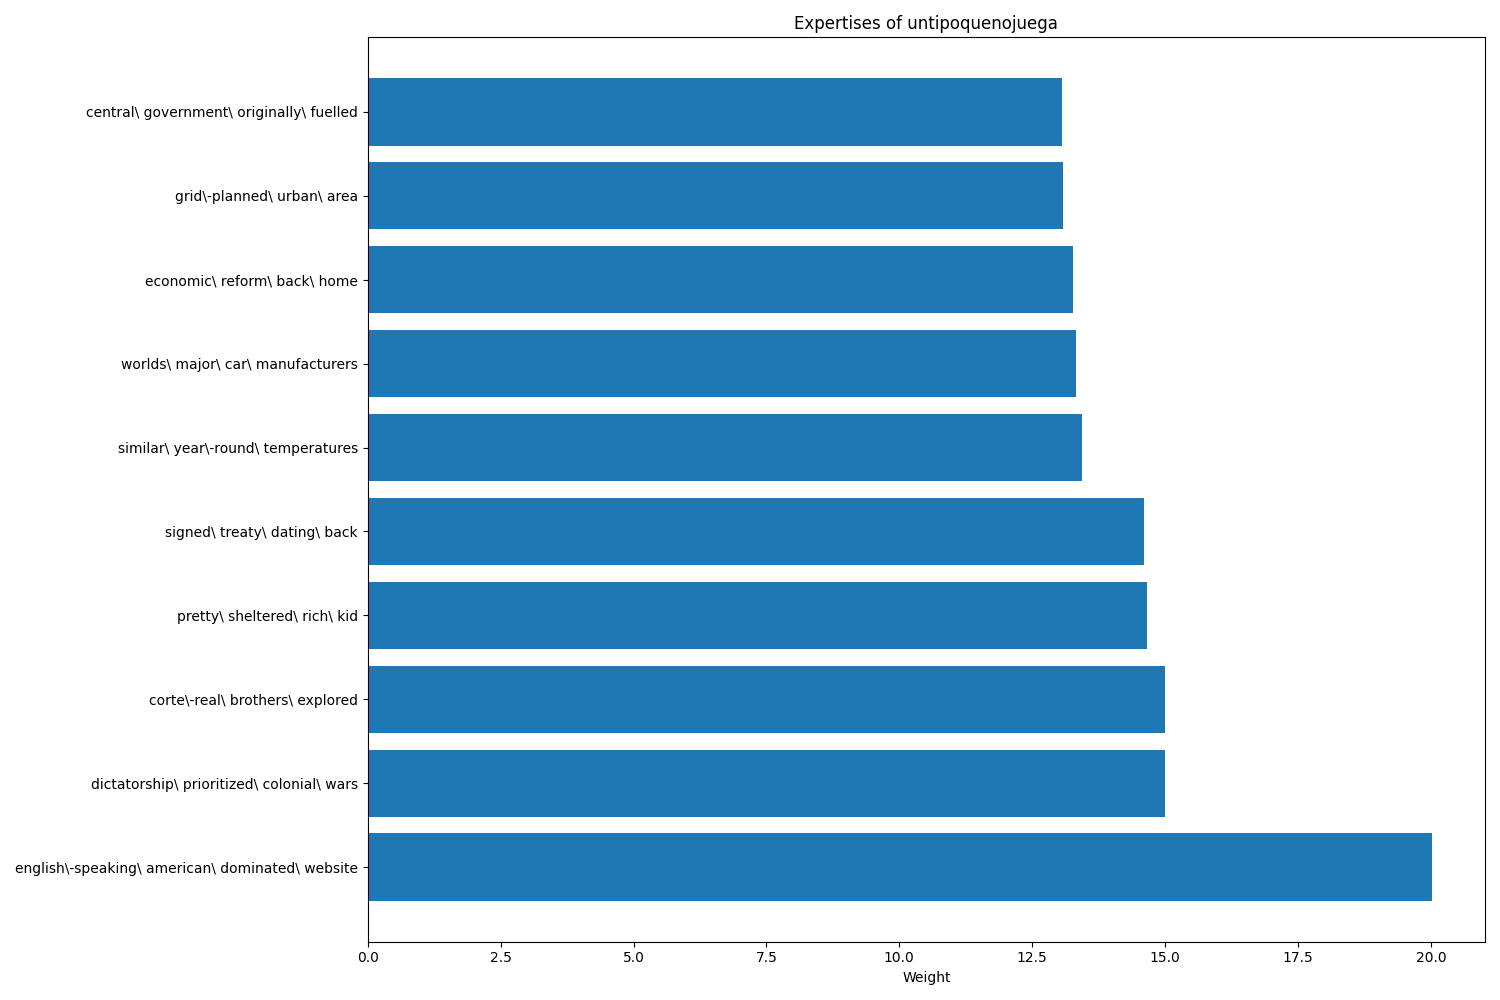 Expertises of untipoquenojuega
central\ government\ originally\ fuelled
grid\-planned\ urban\ area
economic\ reform\ back\ home
worlds\ major\ car\ manufacturers
similar\ year\-round\ temperatures
signed\ treaty\ dating\ back
pretty\ sheltered\ rich\ kid
corte\-real\ brothers\ explored
dictatorship\ prioritized\ colonial\ wars
english\-speaking\ american\ dominated\ website
0.0 2.5 5.0 7.5 10.0 12.5 15.0 17.5 20.0
Weight